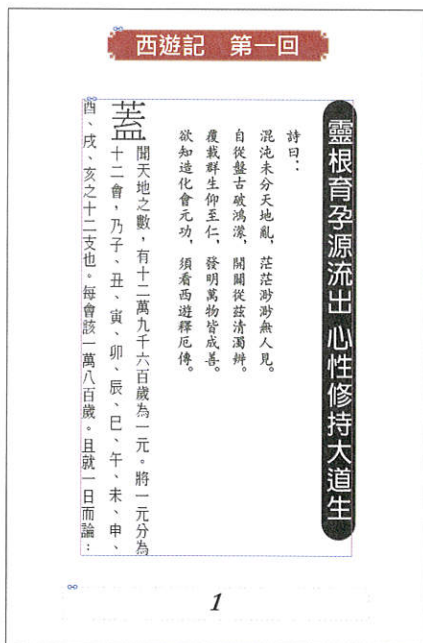 西遊記 第一回
靈根育孕源流出 心性修持大道生
詩曰：
混沌未分天地亂，茫茫渺渺無人見。
自從盤古破鴻濛，開闢從茲清濁辨。
覆載群生仰至仁，發明萬物皆成善。
欲知造化會元功，須看西遊釋厄傳。
蓋聞天地之數，有十二萬九千六百歲為一元。將一元分為
十二會，乃子、丑、寅、卯、辰、巳、午、未、申、
酉、戌、亥之十二支也。每會該一萬八百歲。且就一日而論：
1